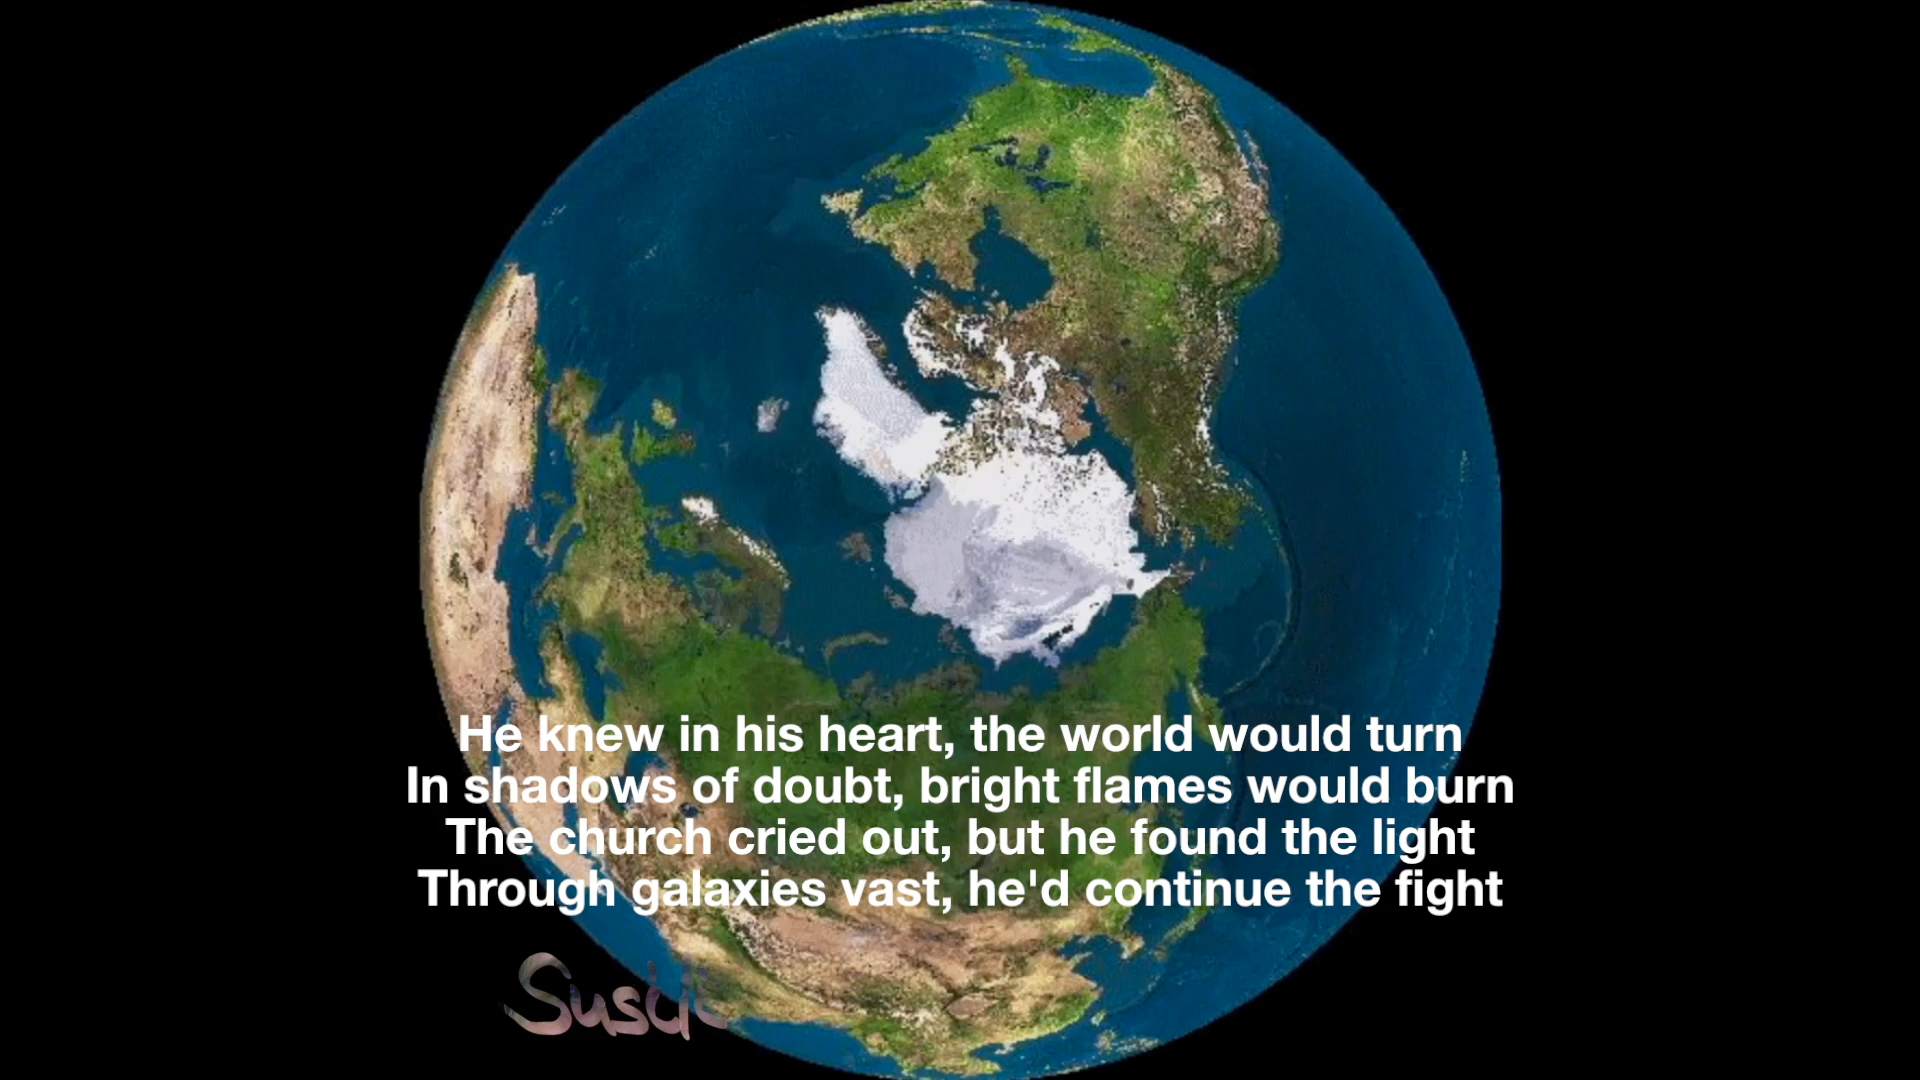 He knew in his heart, the world would turn
In shadows of doubt, bright flames would burn
The church cried out, but he found the light
Through galaxies vast, he'd continue the fight